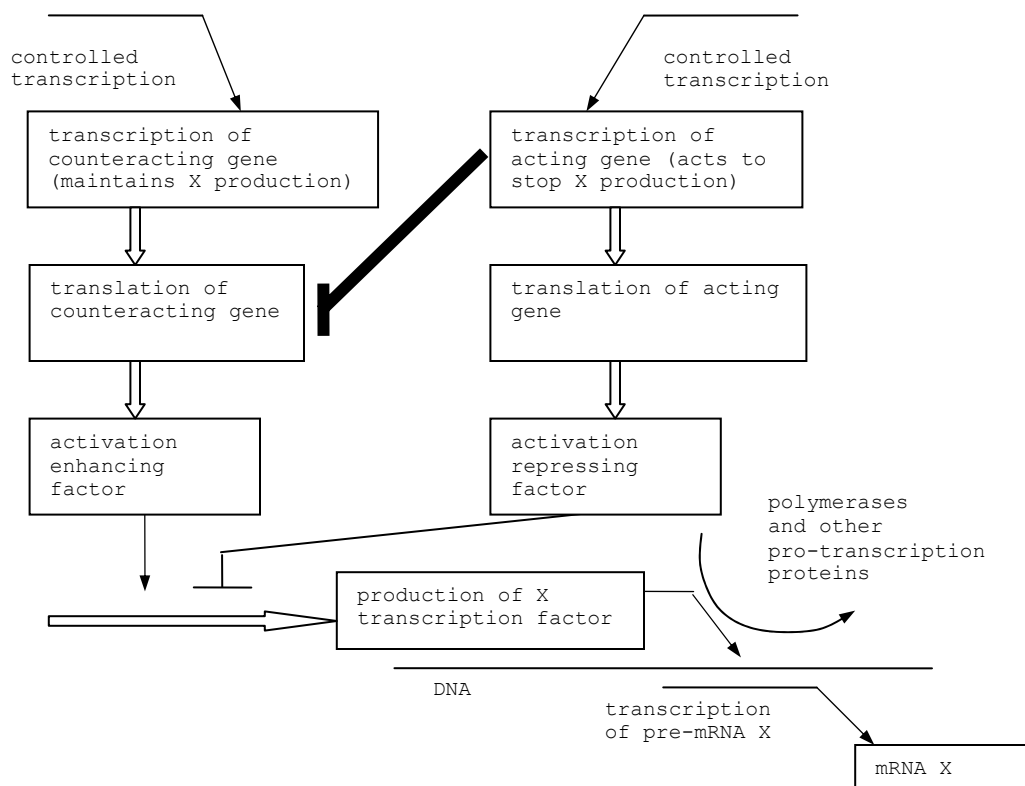 controlled
transcription
controlled
transcription
transcription of
counteracting gene
(maintains X production)
transcription of
acting gene (acts to
stop X production)
translation of
counteracting gene
translation of acting
gene
activation
enhancing
factor
activation
repressing
factor
polymerases
and other
pro-transcription
proteins
production of X
transcription factor
DNA
transcription
of pre-mRNA X
mRNA X